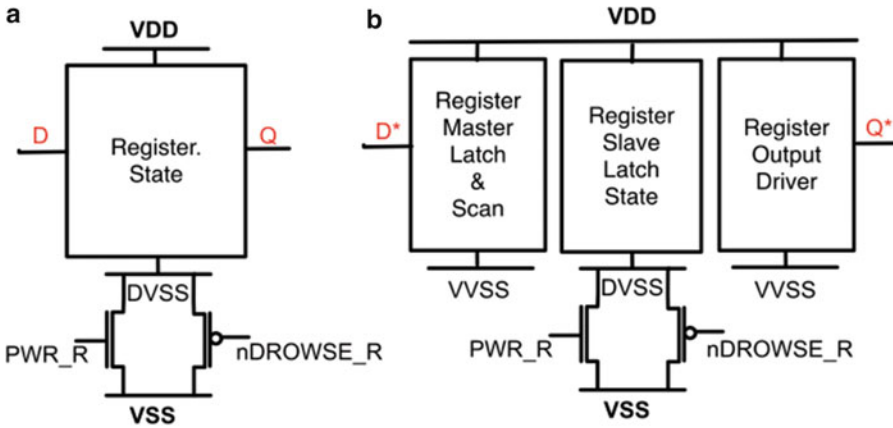 a
VDD
D
Q
Register.
State
DVSS
PWR_R
nDROWSE_R
VSS
b
VDD
D*
Register
Master
Latch
&
Scan
Register
Slave
Latch
State
Register
Output
Driver
Q*
VVSS
DVSS
VVSS
PWR_R
nDROWSE_R
VSS